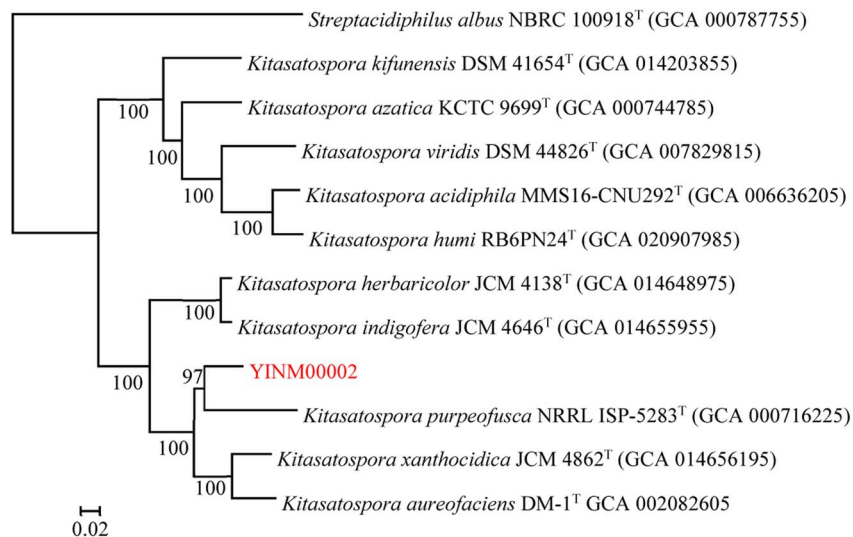 Streptacidiphilus albus NBRC 100918ᵀ (GCA 000787755)
Kitasatospora kifunensis DSM 41654ᵀ (GCA 014203855)
100
Kitasatospora azatica KCTC 9699ᵀ (GCA 000744785)
100
Kitasatospora viridis DSM 44826ᵀ (GCA 007829815)
100
Kitasatospora acidiphila MMS16-CNU292ᵀ (GCA 006636205)
100
Kitasatospora humi RB6PN24ᵀ (GCA 020907985)
Kitasatospora herbaricolor JCM 4138ᵀ (GCA 014648975)
100
Kitasatospora indigofera JCM 4646ᵀ (GCA 014655955)
97
YINM00002
100
Kitasatospora purpeofusca NRRL ISP-5283ᵀ (GCA 000716225)
100
Kitasatospora xanthocidica JCM 4862ᵀ (GCA 014656195)
100
Kitasatospora aureofaciens DM-1ᵀ GCA 002082605
0.02